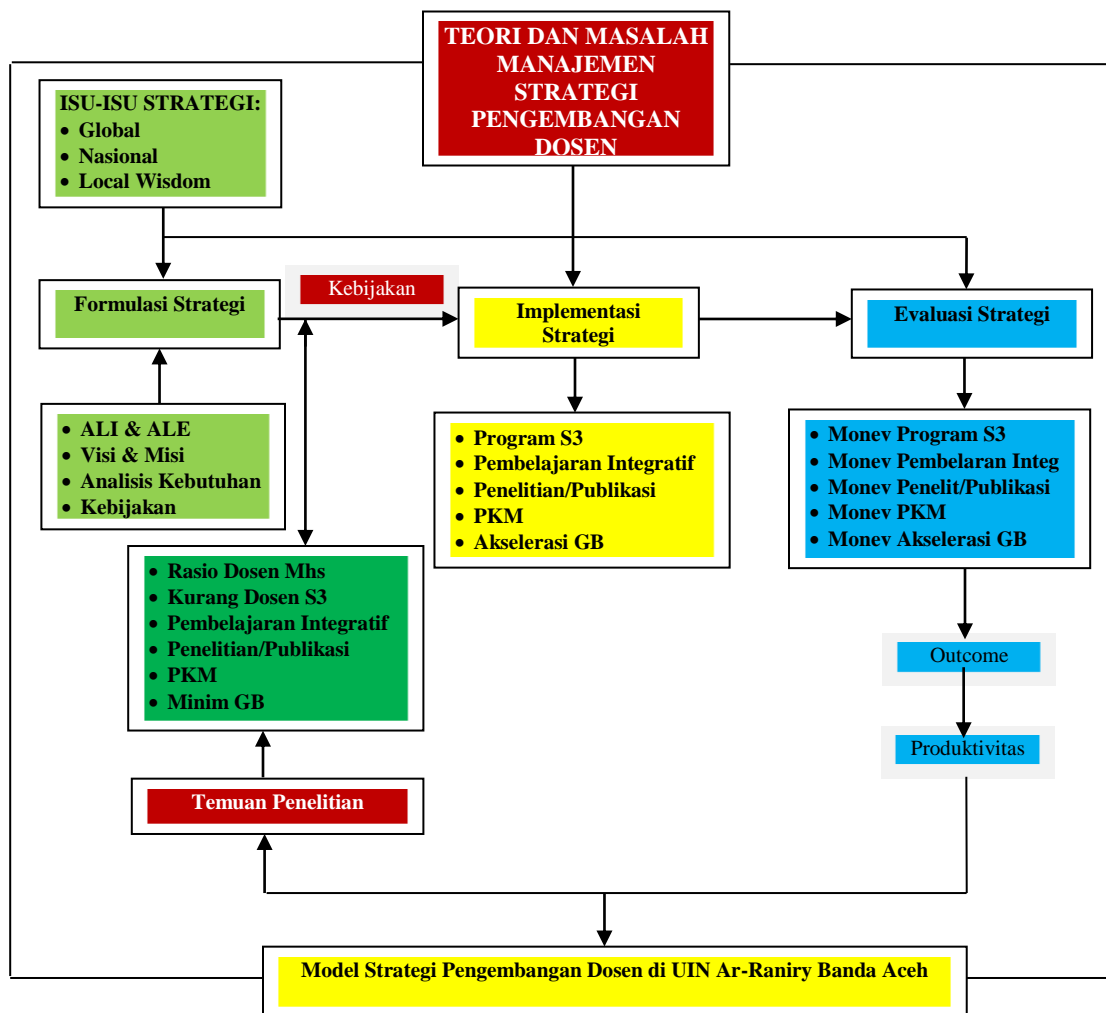 TEORI DAN MASALAH
MANAJEMEN
STRATEGI
PENGEMBANGAN
DOSEN
ISU-ISU STRATEGI:
• Global
• Nasional
• Local Wisdom
Formulasi Strategi
Kebijakan
Implementasi
Strategi
Evaluasi Strategi
• ALI & ALE
• Visi & Misi
• Analisis Kebutuhan
• Kebijakan
• Program S3
• Pembelajaran Integratif
• Penelitian/Publikasi
• PKM
• Akselerasi GB
• Monev Program S3
• Monev Pembelaran Integ
• Monev Penelit/Publikasi
• Monev PKM
• Monev Akselerasi GB
• Rasio Dosen Mhs
• Kurang Dosen S3
• Pembelajaran Integratif
• Penelitian/Publikasi
• PKM
• Minim GB
Outcome
Produktivitas
Temuan Penelitian
Model Strategi Pengembangan Dosen di UIN Ar-Raniry Banda Aceh